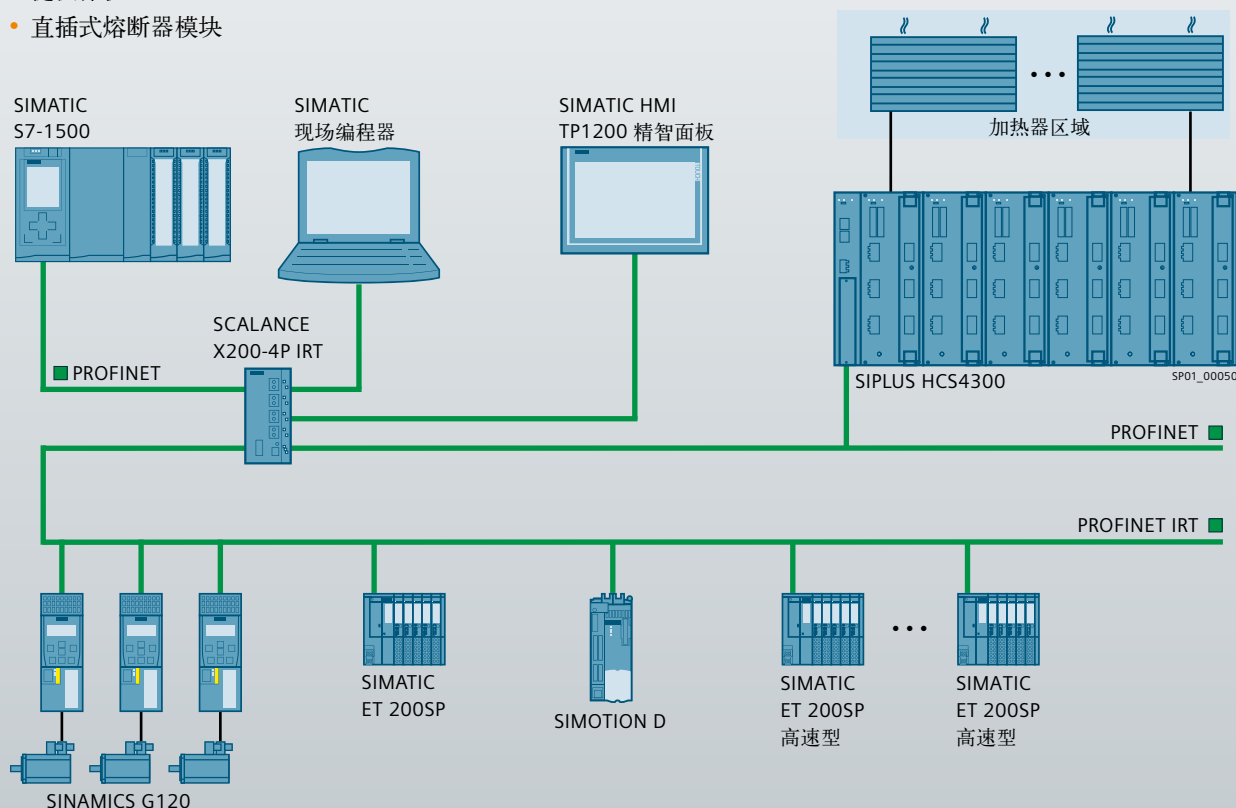 • 直插式熔断器模块
SIMATIC
S7-1500
SIMATIC
现场编程器
SIMATIC HMI
TP1200 精智面板
加热器区域
SCALANCE
X200-4P IRT
PROFINET
SIPLUS HCS4300
SP01_00050
PROFINET
PROFINET IRT
SIMATIC
ET 200SP
SIMOTION D
SIMATIC
ET 200SP
高速型
SIMATIC
ET 200SP
高速型
SINAMICS G120